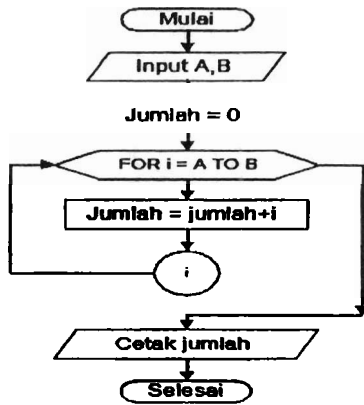 Mulai
Input A,B
Jumlah = 0
FOR i = A TO B
Jumlah = jumlah+i
i
Cetak jumlah
Selesai